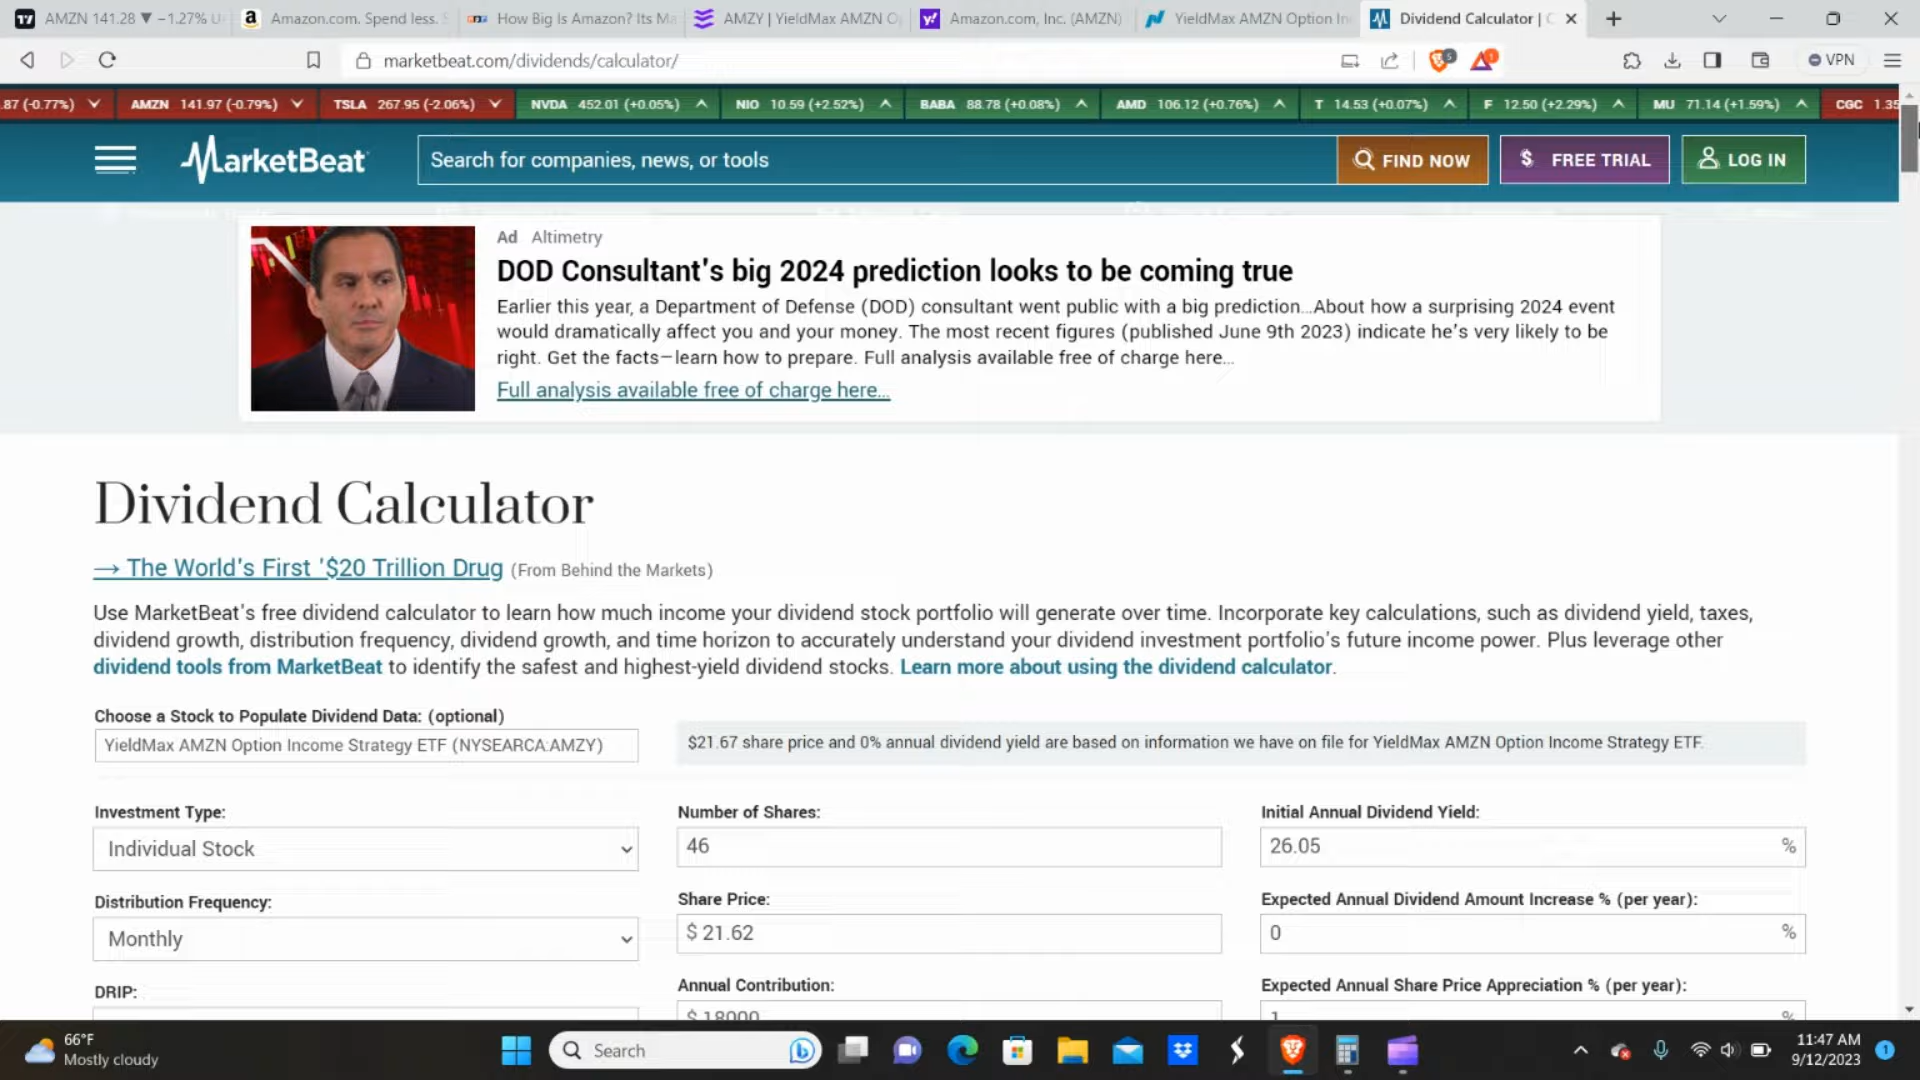 AMZN 141.28 ▼ −1.27% U
Amazon.com. Spend less. S
How Big Is Amazon? Its Ma
AMZY | YieldMax AMZN O
Amazon.com, Inc. (AMZN)
YieldMax AMZN Option In
Dividend Calculator |
marketbeat.com/dividends/calculator/
5
1
VPN
.87 (-0.77%)
AMZN 141.97 (-0.79%)
TSLA 267.95 (-2.06%)
NVDA 452.01 (+0.05%)
NIO 10.59 (+2.52%)
BABA 88.78 (+0.08%)
AMD 106.12 (+0.76%)
T 14.53 (+0.07%)
F 12.50 (+2.29%)
MU 71.14 (+1.59%)
CGC 1.35
MarketBeat
Search for companies, news, or tools
FIND NOW
$ FREE TRIAL
LOG IN
Ad Altimetry
DOD Consultant's big 2024 prediction looks to be coming true
Earlier this year, a Department of Defense (DOD) consultant went public with a big prediction...About how a surprising 2024 event
would dramatically affect you and your money. The most recent figures (published June 9th 2023) indicate he's very likely to be
right. Get the facts—learn how to prepare. Full analysis available free of charge here...
Full analysis available free of charge here...
Dividend Calculator
→ The World's First '$20 Trillion Drug (From Behind the Markets)
Use MarketBeat's free dividend calculator to learn how much income your dividend stock portfolio will generate over time. Incorporate key calculations, such as dividend yield, taxes,
dividend growth, distribution frequency, dividend growth, and time horizon to accurately understand your dividend investment portfolio's future income power. Plus leverage other
dividend tools from MarketBeat to identify the safest and highest-yield dividend stocks. Learn more about using the dividend calculator.
Choose a Stock to Populate Dividend Data: (optional)
YieldMax AMZN Option Income Strategy ETF (NYSEARCA:AMZY)
$21.67 share price and 0% annual dividend yield are based on information we have on file for YieldMax AMZN Option Income Strategy ETF.
Investment Type:
Number of Shares:
Initial Annual Dividend Yield:
Individual Stock
46
26.05 %
Distribution Frequency:
Share Price:
Expected Annual Dividend Amount Increase % (per year):
Monthly
$ 21.62
0 %
DRIP:
Annual Contribution:
Expected Annual Share Price Appreciation % (per year):
$ 18000
1 %
66°F
Mostly cloudy
Search
11:47 AM
9/12/2023
1